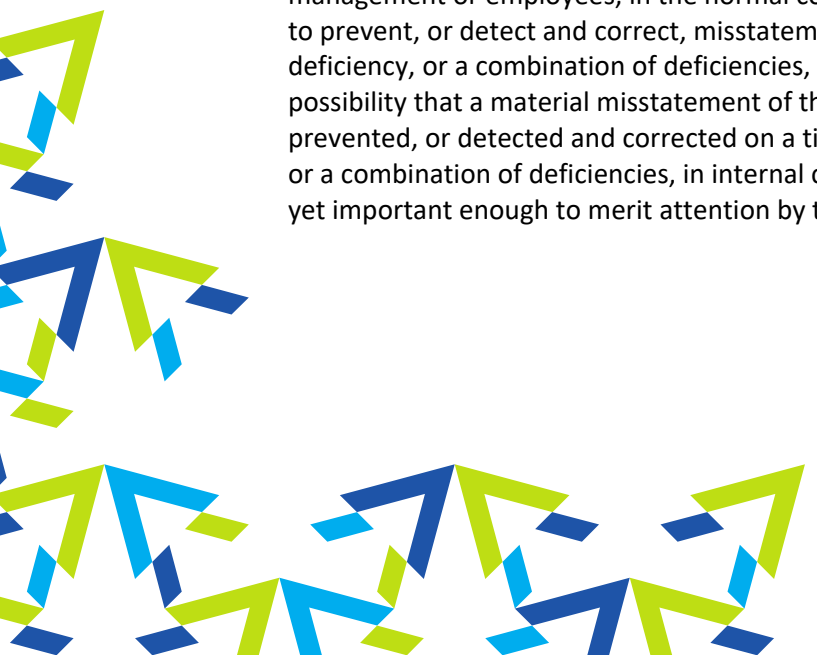 management or employees, in the normal co
to prevent, or detect and correct, misstatem
deficiency, or a combination of deficiencies,
possibility that a material misstatement of th
prevented, or detected and corrected on a ti
or a combination of deficiencies, in internal c
yet important enough to merit attention by t